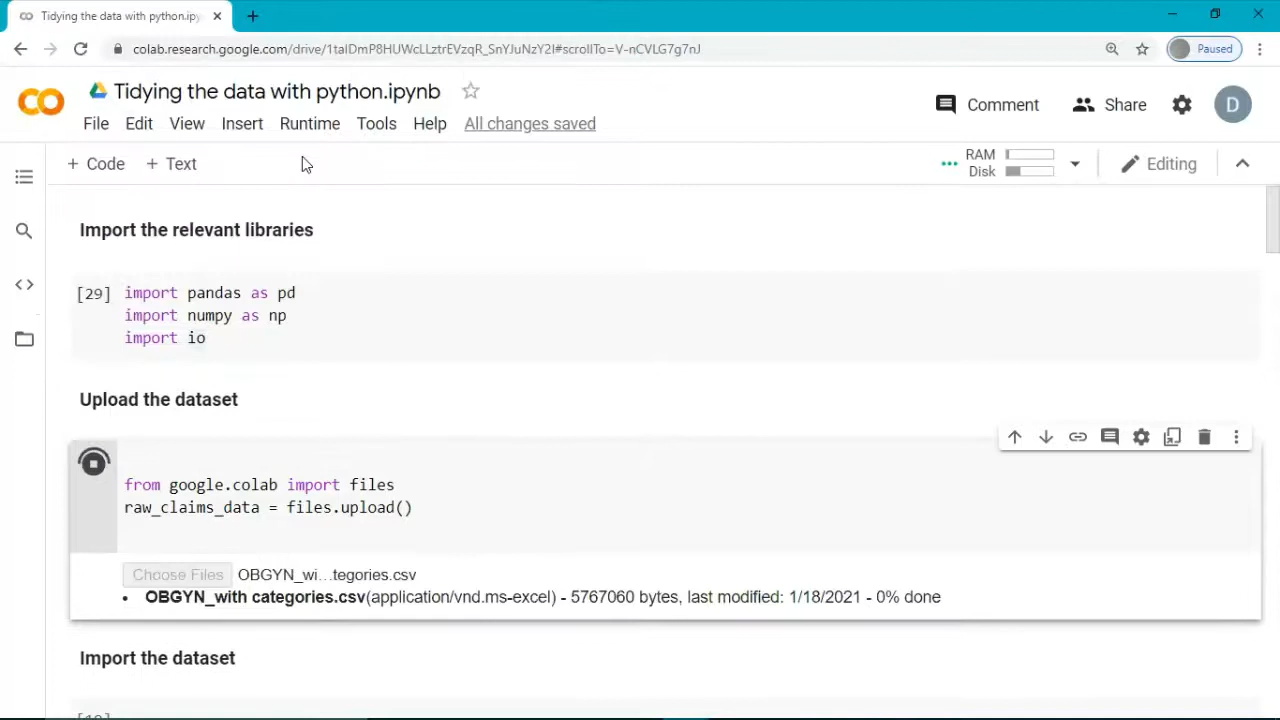 Tidying the data with python.ipy
colab.research.google.com/drive/1taIDmP8HUWcLLztrEVzqR_SnYJuNzY2I#scrollTo=V-nCVLG7g7nJ
Paused
Tidying the data with python.ipynb
Comment
Share
D
File Edit View Insert Runtime Tools Help All changes saved
+ Code + Text
RAM
Disk
Editing
Import the relevant libraries
[29] import pandas as pd
import numpy as np
import io
Upload the dataset
from google.colab import files
raw_claims_data = files.upload()
Choose Files OBGYN_wi...tegories.csv
• OBGYN_with categories.csv(application/vnd.ms-excel) - 5767060 bytes, last modified: 1/18/2021 - 0% done
Import the dataset